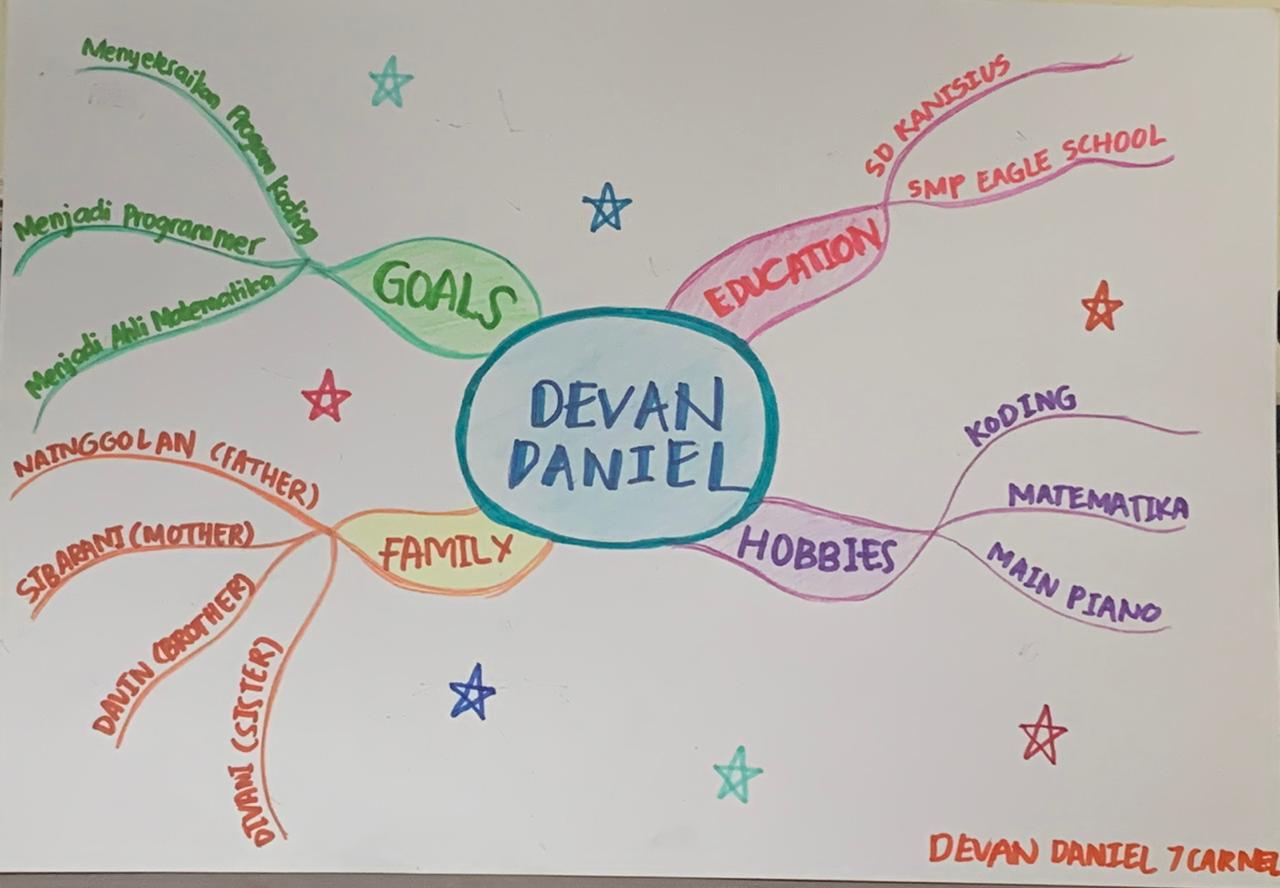 DEVAN
DANIEL
GOALS
Menyelesaikan Program Koding
Menjadi Programmer
Menjadi Ahli Matematika
EDUCATION
SD KANISIUS
SMP EAGLE SCHOOL
HOBBIES
KODING
MATEMATIKA
MAIN PIANO
FAMILY
NAINGGOLAN (FATHER)
SIBARANI (MOTHER)
DAVIN (BROTHER)
DIVANI (SISTER)
DEVAN DANIEL 7 CARNEL